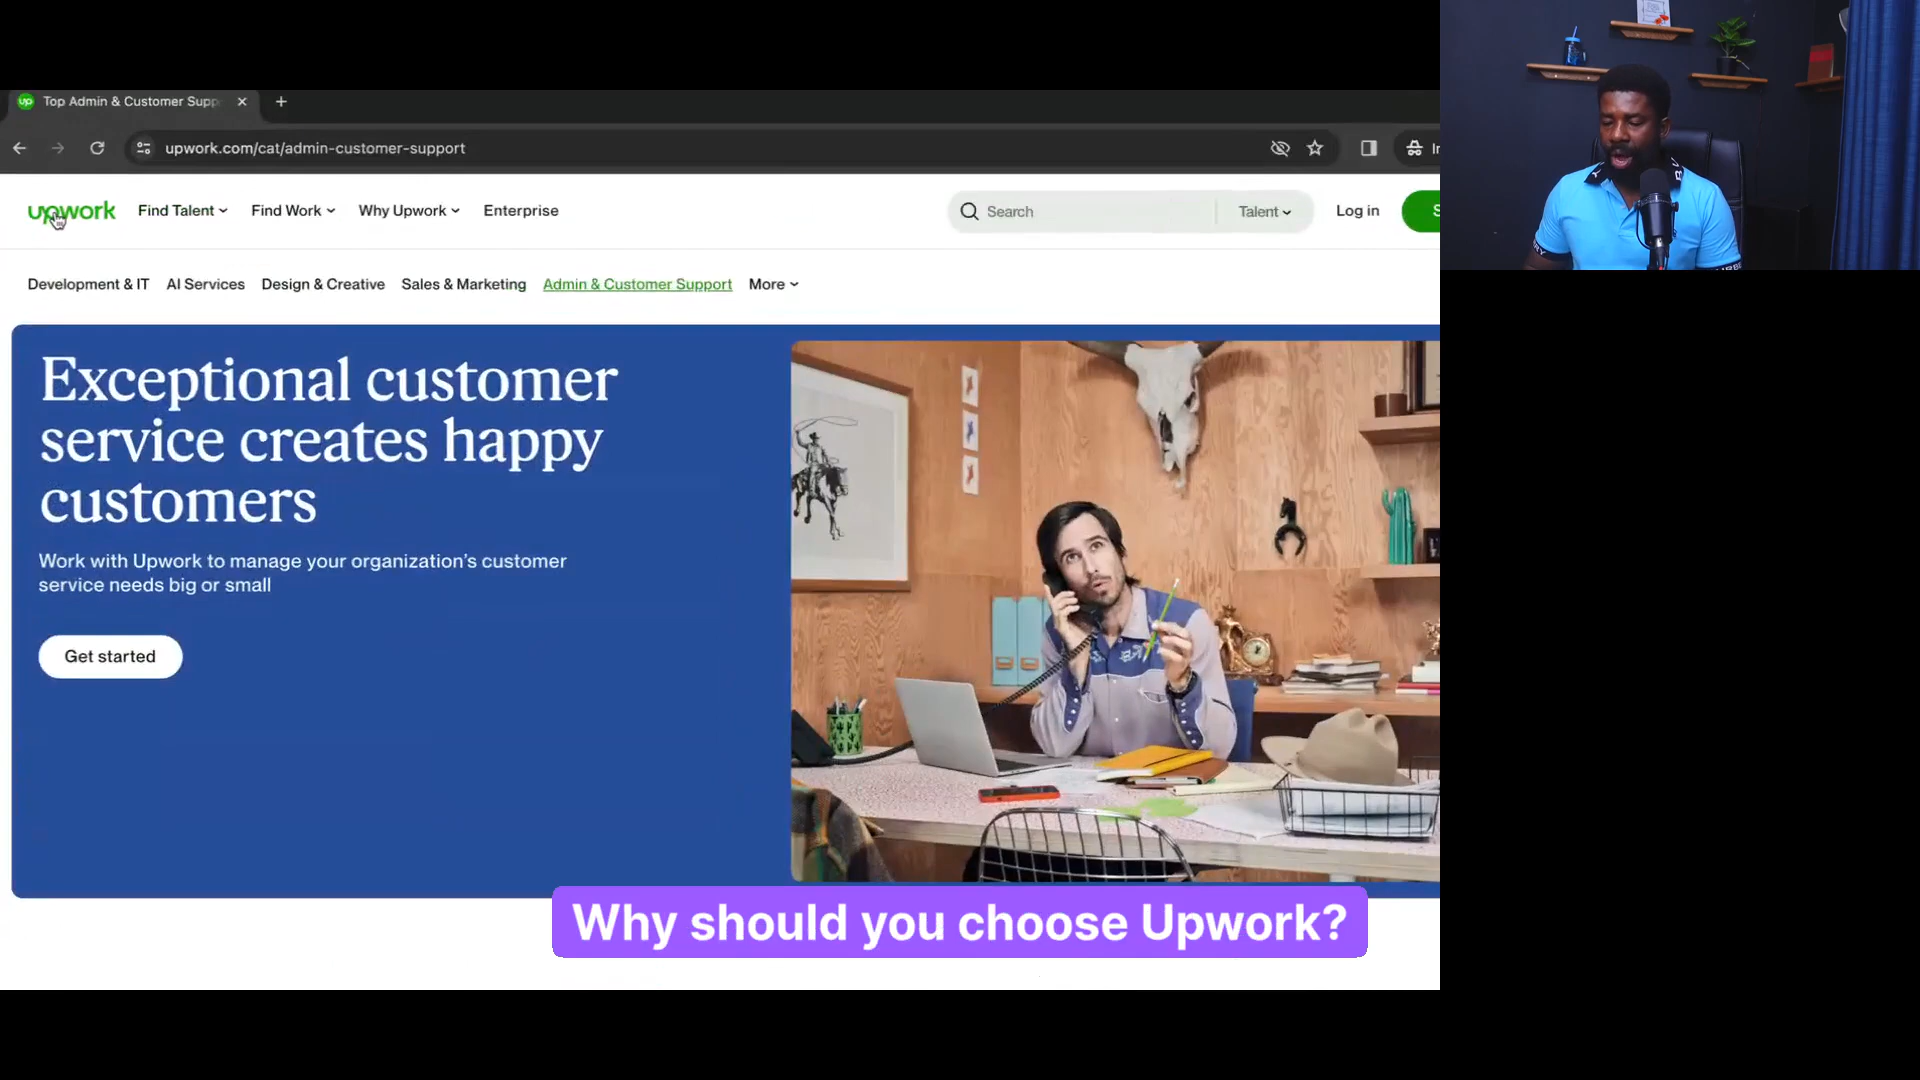 up Top Admin & Customer Supp
upwork.com/cat/admin-customer-support
upwork Find Talent Find Work Why Upwork Enterprise Search Talent Log in S
Development & IT AI Services Design & Creative Sales & Marketing Admin & Customer Support More
Exceptional customer
service creates happy
customers
Work with Upwork to manage your organization’s customer
service needs big or small
Get started
Why should you choose Upwork?